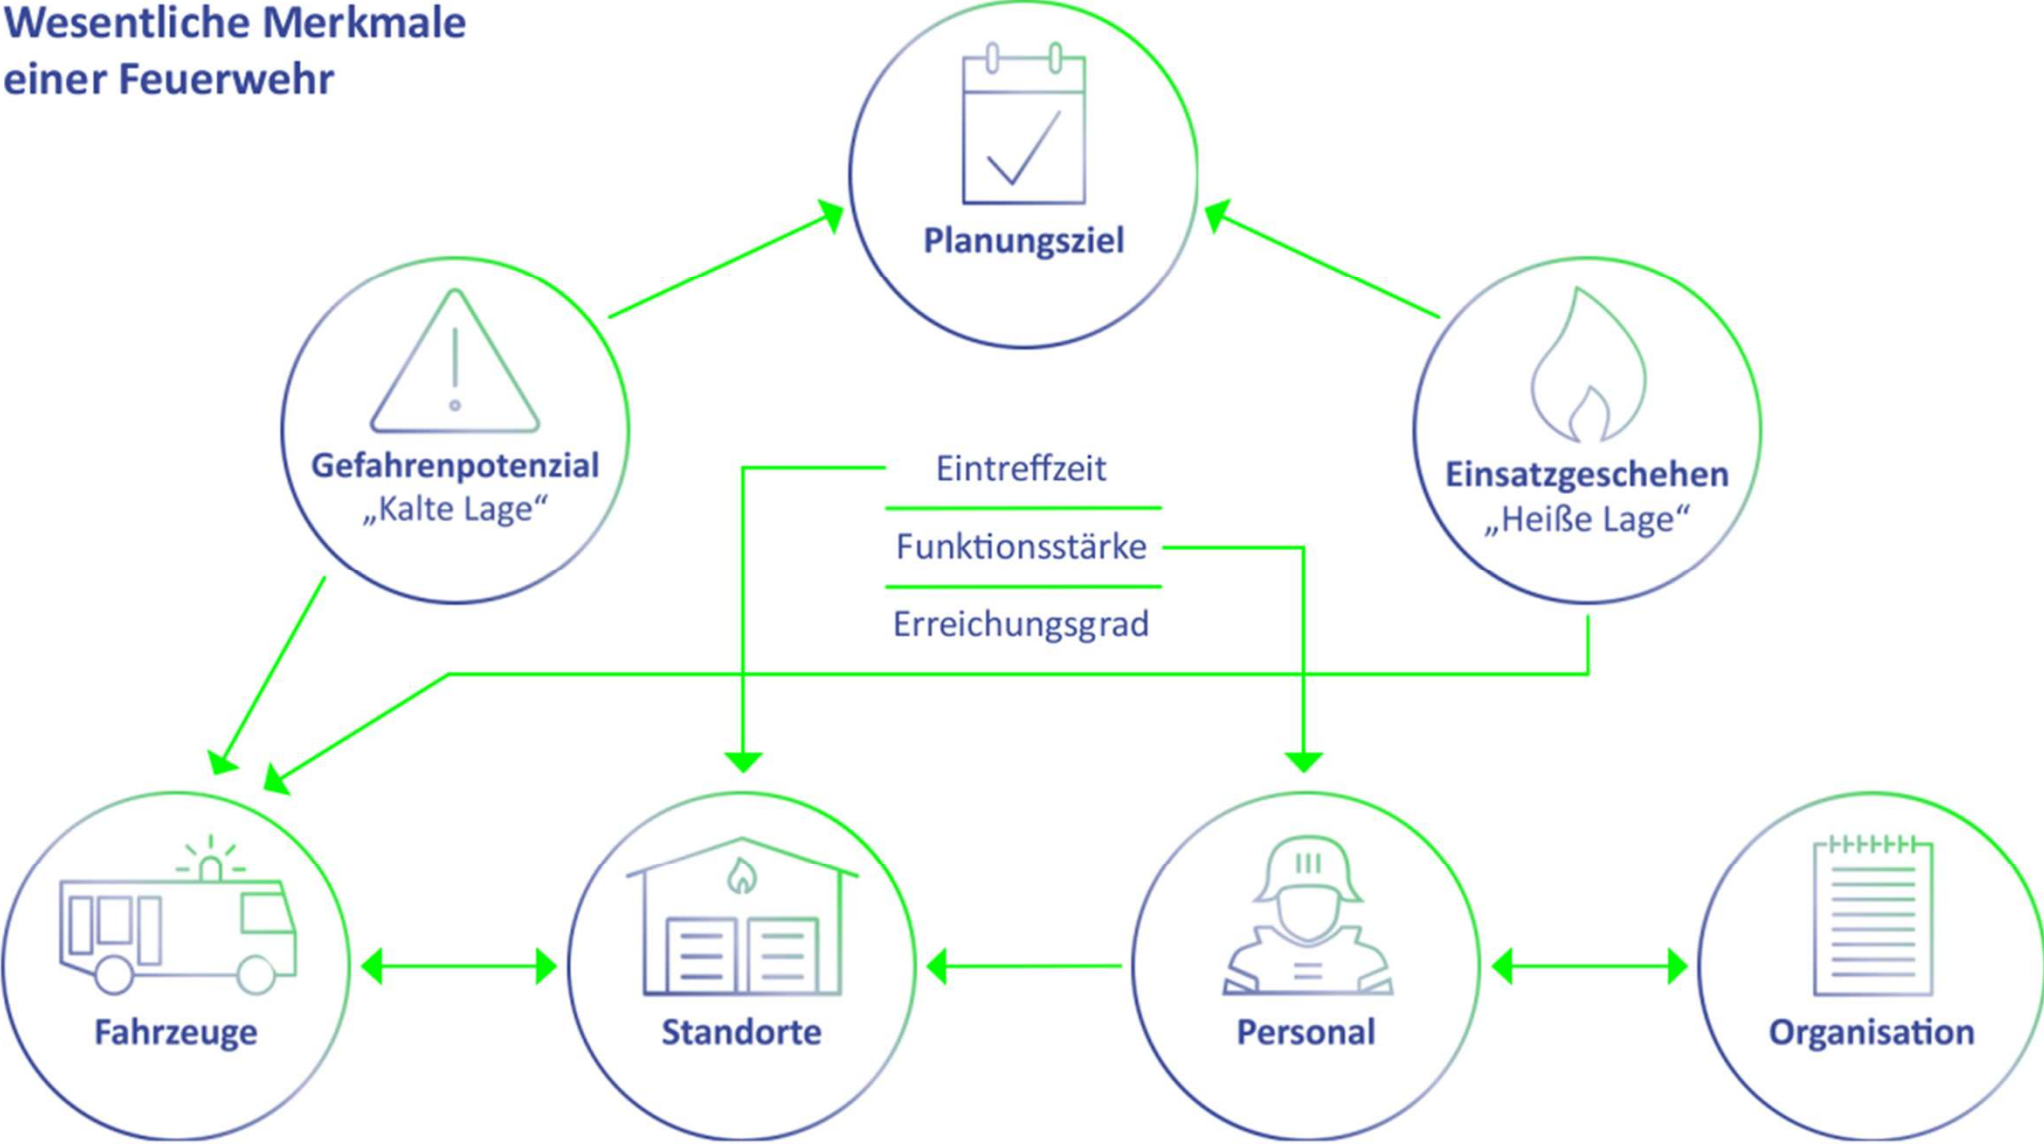 Wesentliche Merkmale
einer Feuerwehr
Planungsziel
Gefahrenpotenzial
„Kalte Lage“
Einsatzgeschehen
„Heiße Lage“
Eintreffzeit
Funktionsstärke
Erreichungsgrad
Fahrzeuge
Standorte
Personal
Organisation